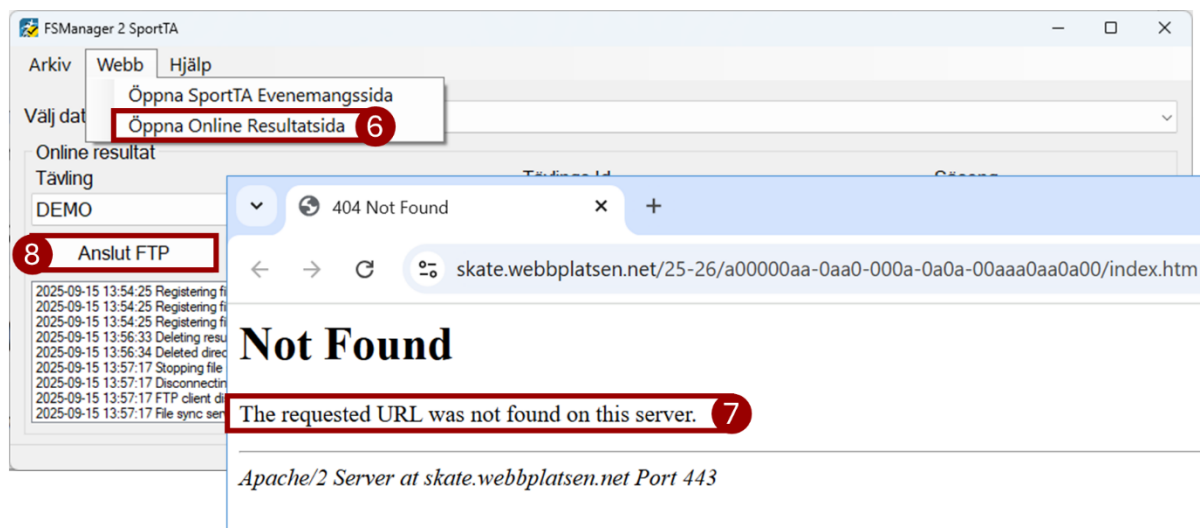 FSManager 2 SportTA
Arkiv Webb Hjälp
Öppna SportTA Evenemangssida
Välj dat
Öppna Online Resultatsida 6
Online resultat
Tävling
DEMO
8 Anslut FTP
2025-09-15 13:54:25 Registering fi
2025-09-15 13:54:25 Registering fi
2025-09-15 13:54:25 Registering fi
2025-09-15 13:56:33 Deleting resu
2025-09-15 13:56:34 Deleted direc
2025-09-15 13:57:17 Stopping file
2025-09-15 13:57:17 Disconnectin
2025-09-15 13:57:17 FTP client di
2025-09-15 13:57:17 File sync serv
404 Not Found
skate.webbplatsen.net/25-26/a00000aa-0aa0-000a-0a0a-00aaa0aa0a00/index.htm
Not Found
The requested URL was not found on this server. 7
Apache/2 Server at skate.webbplatsen.net Port 443